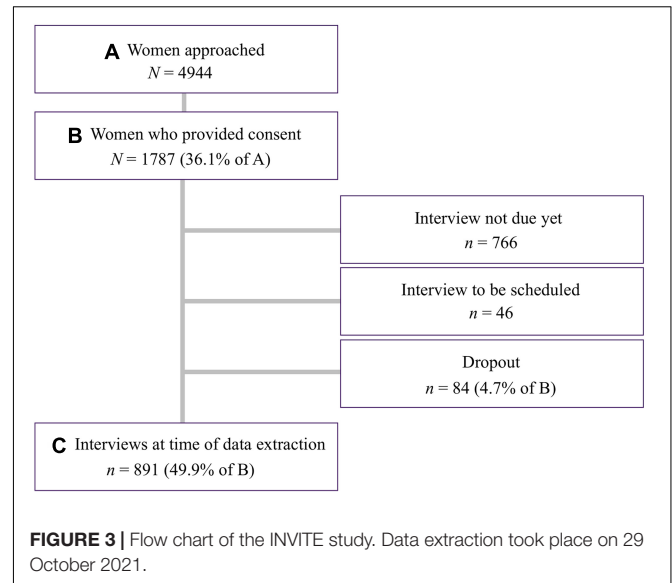 A Women approached
N = 4944
B Women who provided consent
N = 1787 (36.1% of A)
Interview not due yet
n = 766
Interview to be scheduled
n = 46
Dropout
n = 84 (4.7% of B)
C Interviews at time of data extraction
n = 891 (49.9% of B)
FIGURE 3 | Flow chart of the INVITE study. Data extraction took place on 29
October 2021.